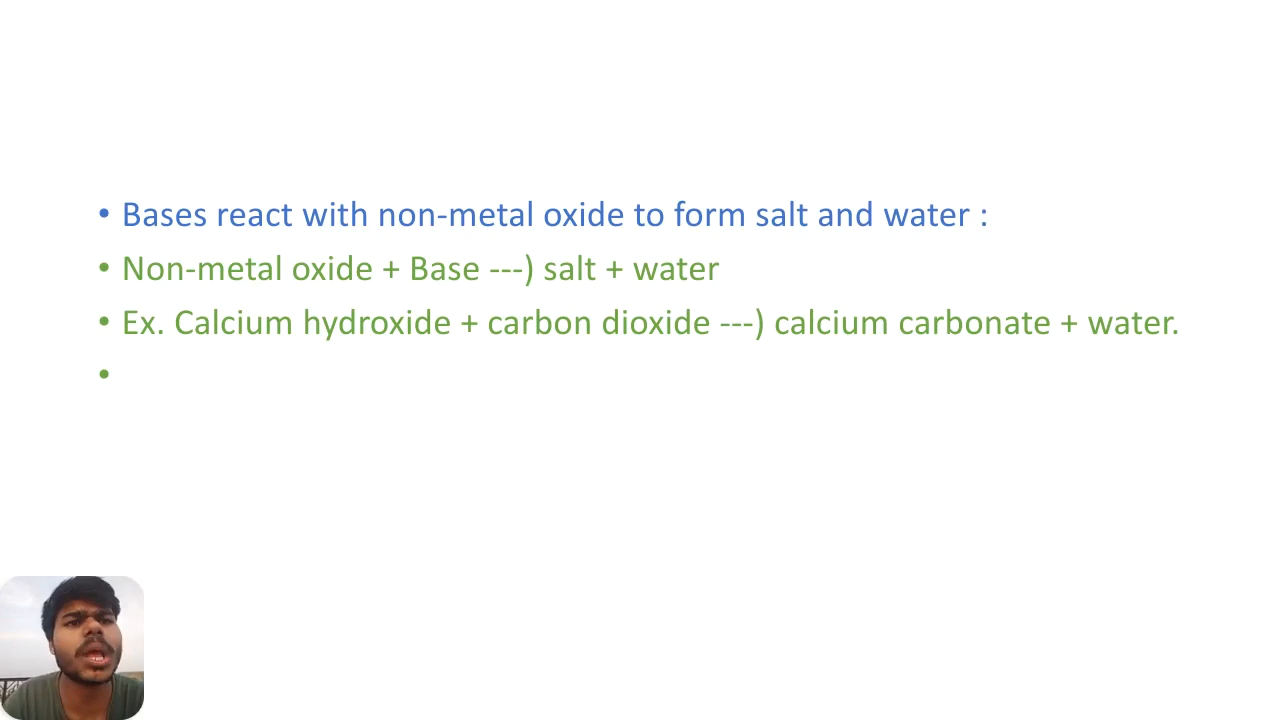 • Bases react with non-metal oxide to form salt and water :
• Non-metal oxide + Base ---) salt + water
• Ex. Calcium hydroxide + carbon dioxide ---) calcium carbonate + water.
•